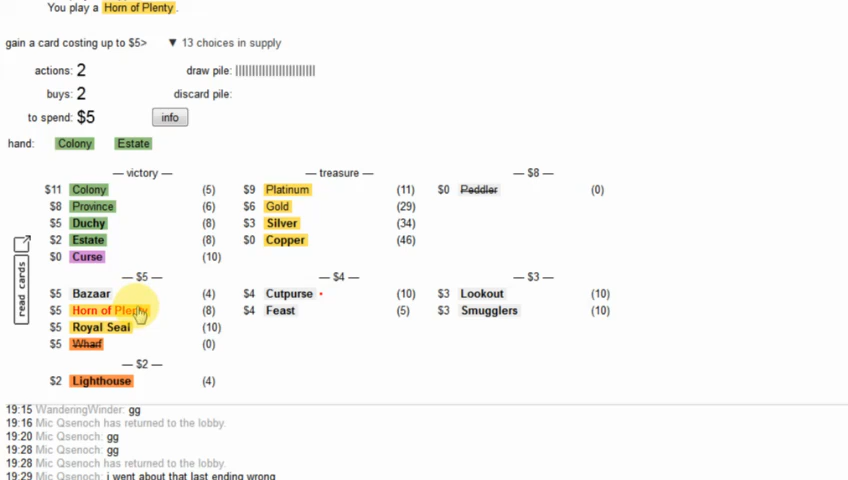 You play a Horn of Plenty.
gain a card costing up to $5> ▼ 13 choices in supply
actions: 2 draw pile:
buys: 2 discard pile:
to spend: $5 info
hand: Colony Estate
— victory — — treasure — — $8 —
$11 Colony (5) $9 Platinum (11) $0 Peddler (0)
$8 Province (6) $6 Gold (29)
$5 Duchy (8) $3 Silver (34)
$2 Estate (8) $0 Copper (46)
$0 Curse (10)
read cards
— $5 — — $4 — — $3 —
$5 Bazaar (4) $4 Cutpurse (10) $3 Lookout (10)
$5 Horn of Plenty (8) $4 Feast (5) $3 Smugglers (10)
$5 Royal Seal (10)
$5 Wharf (0)
— $2 —
$2 Lighthouse (4)
19:15 WanderingWinder: gg
19:16 Mic Qsenoch has returned to the lobby.
19:20 Mic Qsenoch: gg
19:28 Mic Qsenoch: gg
19:28 Mic Qsenoch has returned to the lobby.
19:29 Mic Qsenoch: i went about that last ending wrong